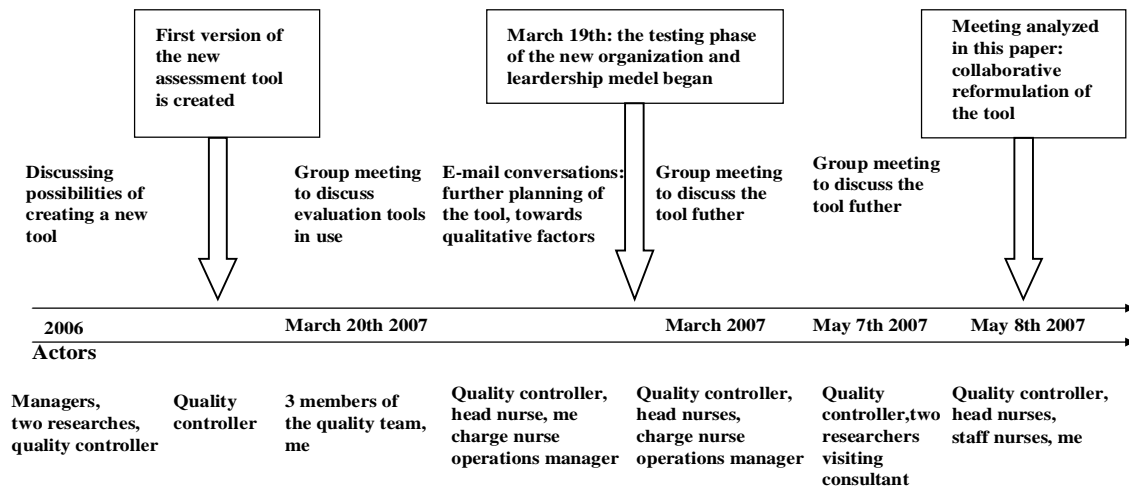 First version of
the new
assessment tool
is created
March 19th: the testing phase
of the new organization and
leardership medel began
Meeting analyzed
in this paper:
collaborative
reformulation of
the tool
Discussing
possibilities of
creating a new
tool
Group meeting
to discuss
evaluation tools
in use
E-mail conversations:
further planning of
the tool, towards
qualitative factors
Group meeting
to discuss the
tool futher
Group meeting
to discuss the
tool futher
2006
March 20th 2007
March 2007
May 7th 2007
May 8th 2007
Actors
Managers,
two researches,
quality controller
Quality
controller
3 members of
the quality team,
me
Quality controller,
head nurse, me
charge nurse
operations manager
Quality controller,
head nurses,
charge nurse
operations manager
Quality
controller,two
researchers
visiting
consultant
Quality controller,
head nurses,
staff nurses, me